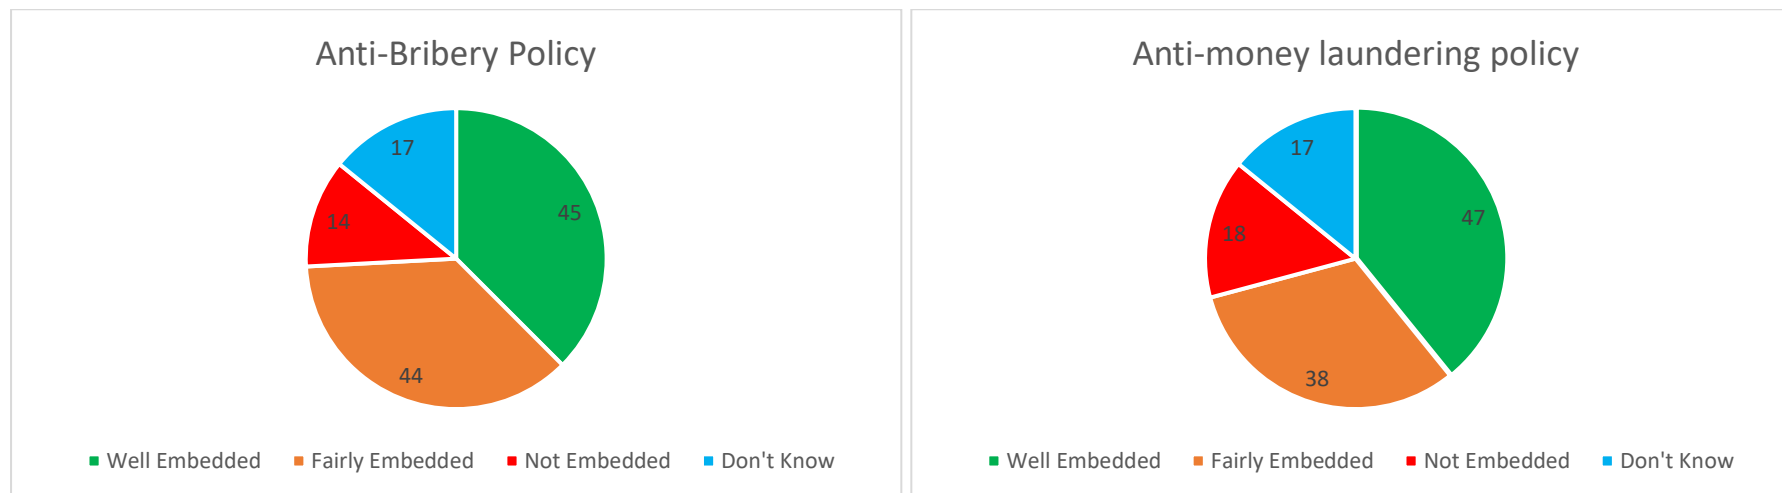 Anti-Bribery Policy
17
45
14
44
Well Embedded Fairly Embedded Not Embedded Don't Know
Anti-money laundering policy
17
47
18
38
Well Embedded Fairly Embedded Not Embedded Don't Know